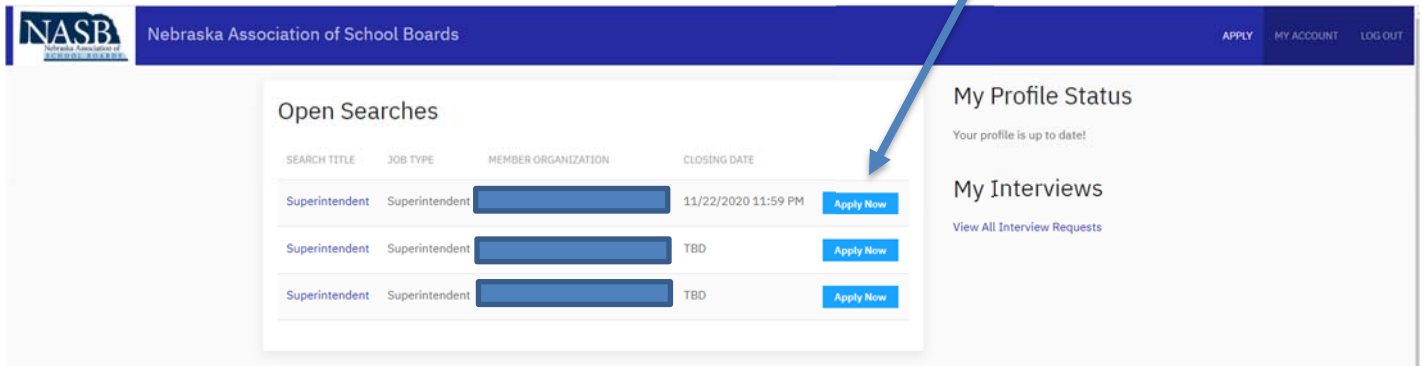 NASB
Nebraska Association of
SCHOOL BOARDS
Nebraska Association of School Boards
APPLY MY ACCOUNT LOG OUT
Open Searches
SEARCH TITLE JOB TYPE MEMBER ORGANIZATION CLOSING DATE
Superintendent Superintendent 11/22/2020 11:59 PM Apply Now
Superintendent Superintendent TBD Apply Now
Superintendent Superintendent TBD Apply Now
My Profile Status
Your profile is up to date!
My Interviews
View All Interview Requests